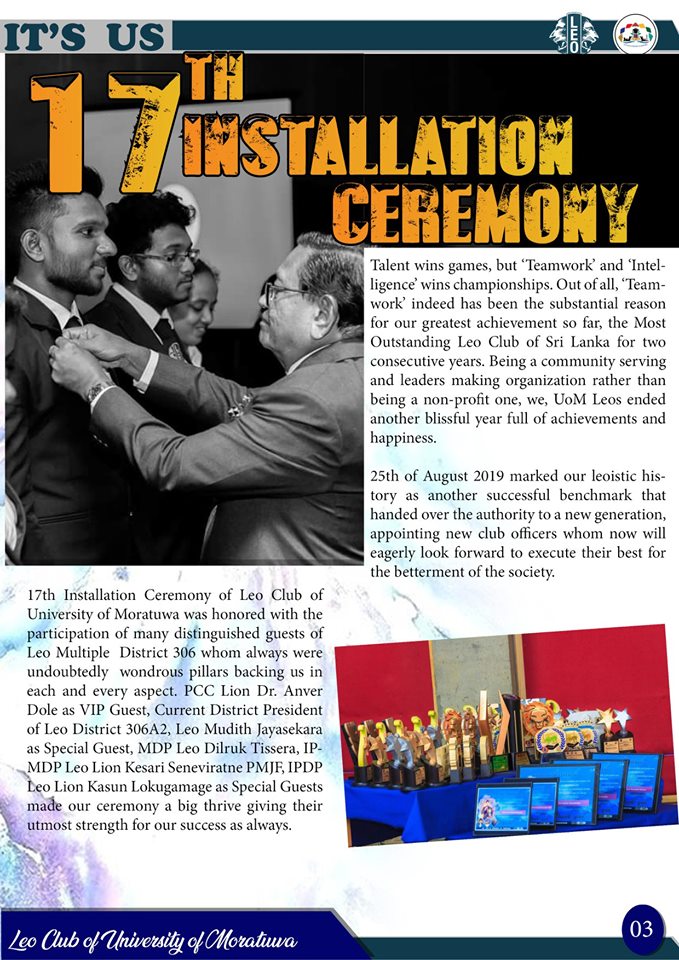 IT'S US
LEO
17TH
INSTALLATION
CEREMONY
Talent wins games, but ‘Teamwork’ and ‘Intel-
ligence’ wins championships. Out of all, ‘Team-
work’ indeed has been the substantial reason
for our greatest achievement so far, the Most
Outstanding Leo Club of Sri Lanka for two
consecutive years. Being a community serving
and leaders making organization rather than
being a non-profit one, we, UoM Leos ended
another blissful year full of achievements and
happiness.
25th of August 2019 marked our leoistic his-
tory as another successful benchmark that
handed over the authority to a new generation,
appointing new club officers whom now will
eagerly look forward to execute their best for
the betterment of the society.
17th Installation Ceremony of Leo Club of
University of Moratuwa was honored with the
participation of many distinguished guests of
Leo Multiple District 306 whom always were
undoubtedly wondrous pillars backing us in
each and every aspect. PCC Lion Dr. Anver
Dole as VIP Guest, Current District President
of Leo District 306A2, Leo Mudith Jayasekara
as Special Guest, MDP Leo Dilruk Tissera, IP-
MDP Leo Lion Kesari Seneviratne PMJF, IPDP
Leo Lion Kasun Lokugamage as Special Guests
made our ceremony a big thrive giving their
utmost strength for our success as always.
Leo Club of University of Moratuwa
03